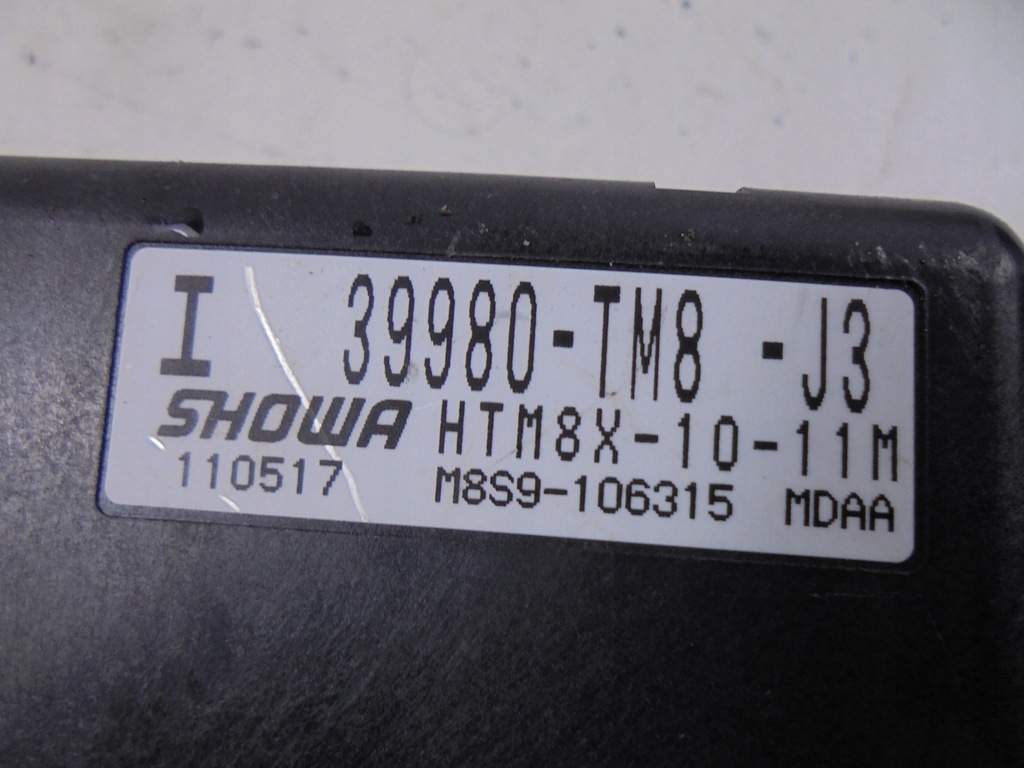 I 39980-TM8 -J3
SHOWA HTM8X-10-11M
110517 M8S9-106315 MDAA